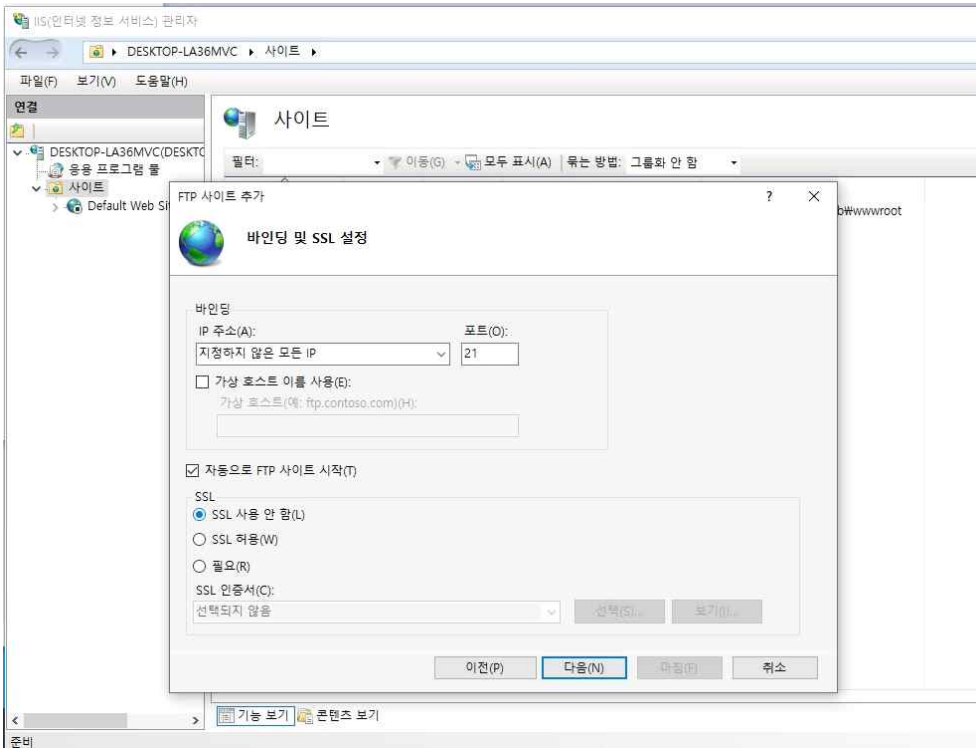 IIS(인터넷 정보 서비스) 관리자
DESKTOP-LA36MVC 사이트
파일(F) 보기(V) 도움말(H)
연결
사이트
DESKTOP-LA36MVC(DESKTC
응용 프로그램 풀
사이트
Default Web Si
필터: 이동(G) 모두 표시(A) 묶는 방법: 그룹화 안 함
b₩wwwroot
FTP 사이트 추가 ?
바인딩 및 SSL 설정
바인딩
IP 주소(A): 포트(O):
지정하지 않은 모든 IP 21
가상 호스트 이름 사용(E):
가상 호스트(예: ftp.contoso.com)(H):
자동으로 FTP 사이트 시작(T)
SSL
SSL 사용 안 함(L)
SSL 허용(W)
필요(R)
SSL 인증서(C):
선택되지 않음 선택(S)... 보기(I)...
이전(P) 다음(N) 마침(F) 취소
기능 보기 콘텐츠 보기
준비